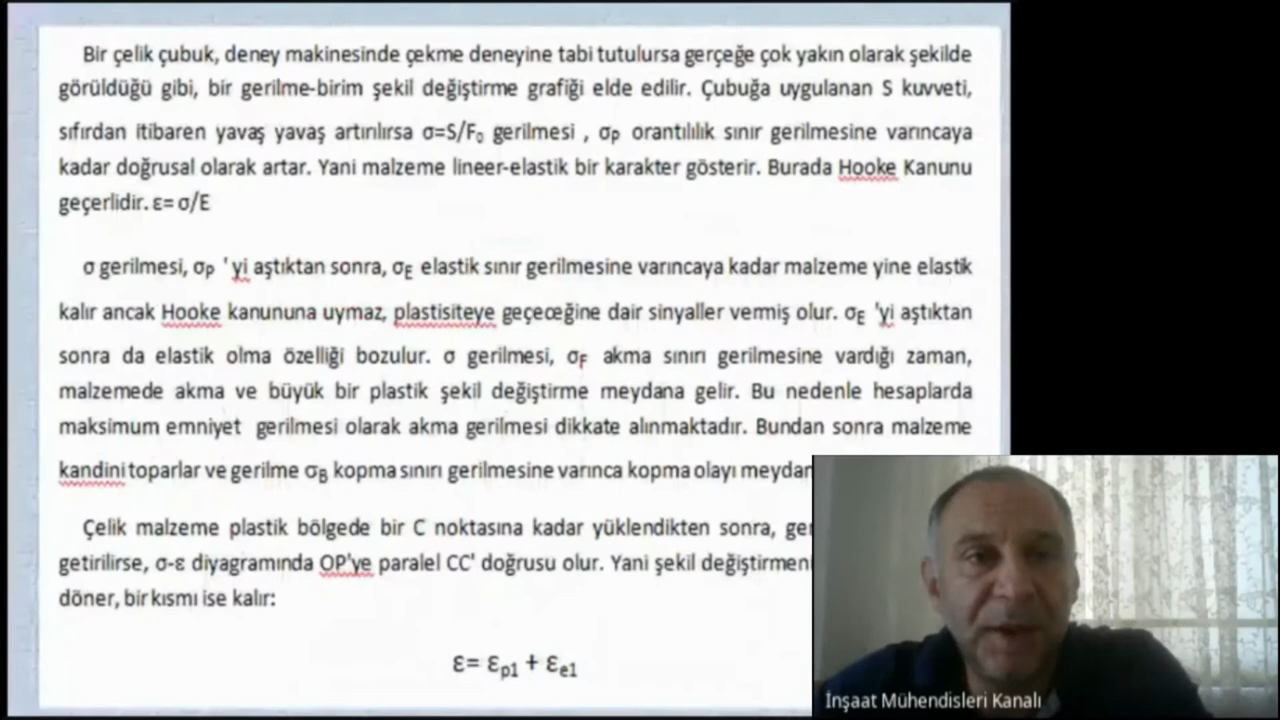 Bir çelik çubuk, deney makinesinde çekme deneyine tabi tutulursa gerçeğe çok yakın olarak şekilde
görüldüğü gibi, bir gerilme-birim şekil değiştirme grafiği elde edilir. Çubuğa uygulanan S kuvveti,
sıfırdan itibaren yavaş yavaş artırılırsa σ=S/F₀ gerilmesi , σP orantılılık sınır gerilmesine varıncaya
kadar doğrusal olarak artar. Yani malzeme lineer-elastik bir karakter gösterir. Burada Hooke Kanunu
geçerlidir. ε= σ/E
σ gerilmesi, σP 'yi aştıktan sonra, σE elastik sınır gerilmesine varıncaya kadar malzeme yine elastik
kalır ancak Hooke kanununa uymaz, plastisiteye geçeceğine dair sinyaller vermiş olur. σE 'yi aştıktan
sonra da elastik olma özelliği bozulur. σ gerilmesi, σF akma sınırı gerilmesine vardığı zaman,
malzemede akma ve büyük bir plastik şekil değiştirme meydana gelir. Bu nedenle hesaplarda
maksimum emniyet gerilmesi olarak akma gerilmesi dikkate alınmaktadır. Bundan sonra malzeme
kandini toparlar ve gerilme σB kopma sınırı gerilmesine varınca kopma olayı meydan
Çelik malzeme plastik bölgede bir C noktasına kadar yüklendikten sonra,
getirilirse, σ-ε diyagramında OP'ye paralel CC' doğrusu olur. Yani şekil
döner, bir kısmı ise kalır:
ε= εp1 + εe1
İnşaat Mühendisleri Kanalı